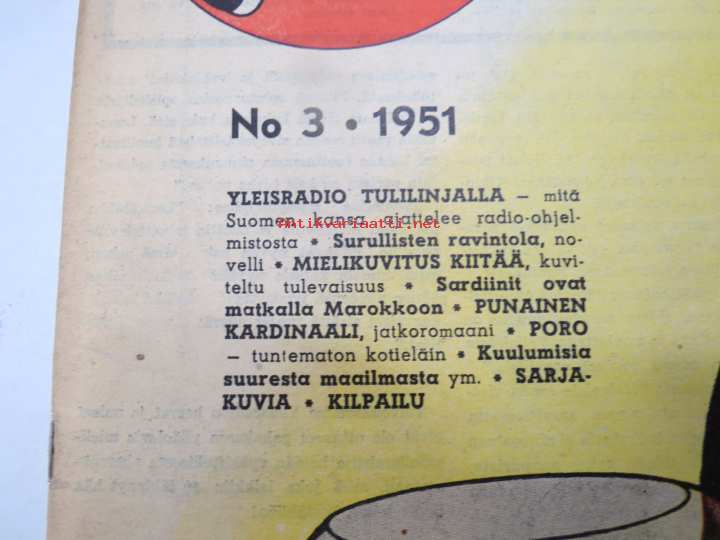 No 3 • 1951
YLEISRADIO TULILINJALLA – mitä
Suomen kansa ajattelee radio-ohjel-
mistosta * Surullisten ravintola, no-
velli * MIELIKUVITUS KIITÄÄ, kuvi-
teltu tulevaisuus * Sardiinit ovat
matkalla Marokkoon * PUNAINEN
KARDINAALI, jatkoromaani * PORO
– tuntematon kotieläin * Kuulumisia
suuresta maailmasta ym. * SARJA-
KUVIA * KILPAILU
Antikvariaatti.net